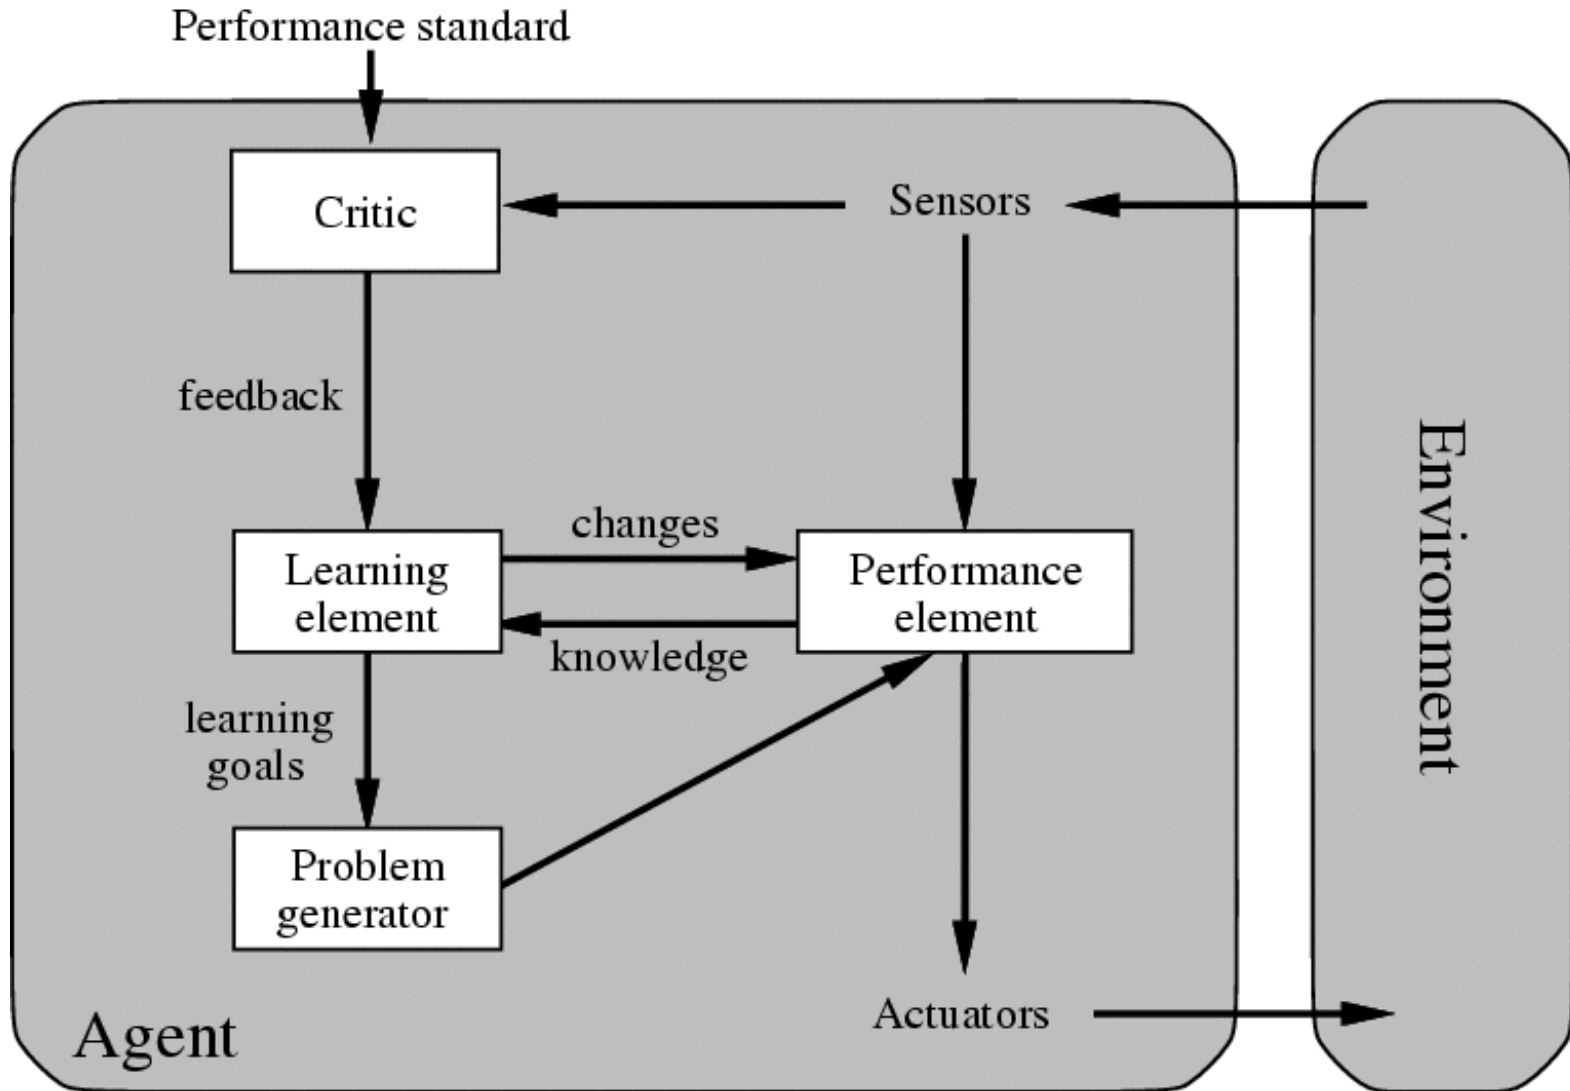 Performance standard
Critic
Sensors
feedback
changes
Learning
element
Performance
element
knowledge
learning
goals
Problem
generator
Actuators
Agent
Environment